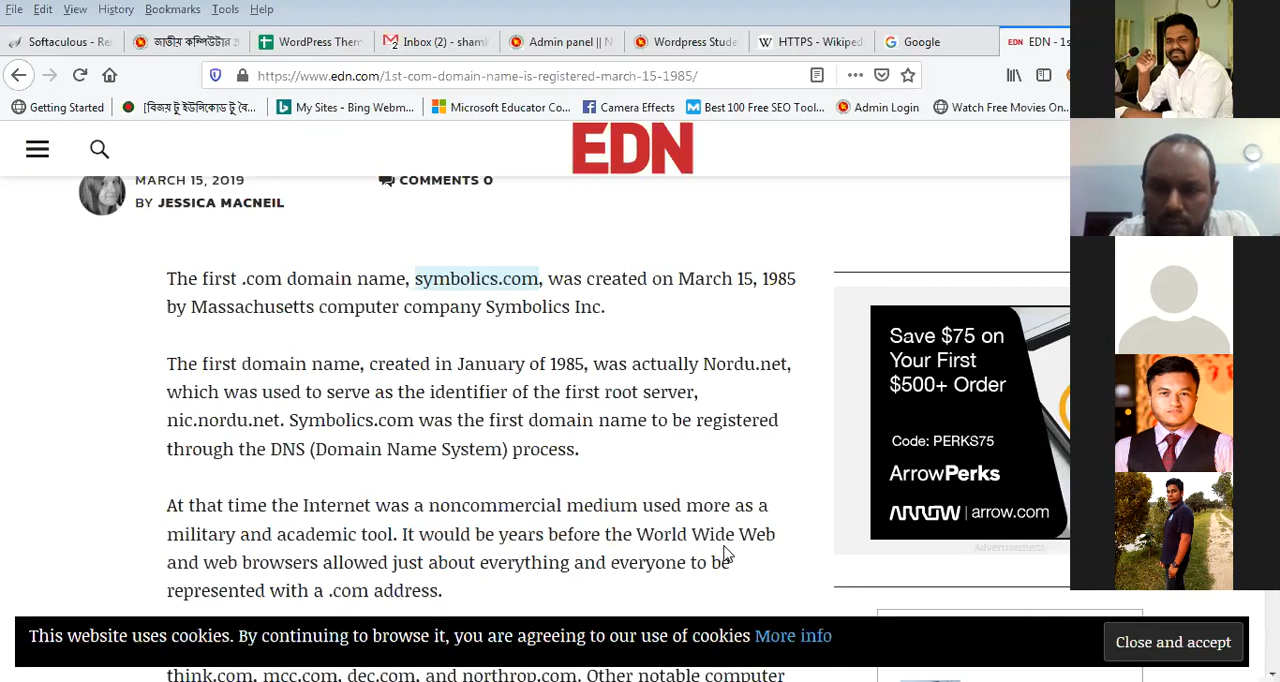 File Edit View History Bookmarks Tools Help
Softaculous - Re
জাতীয় কম্পিউটার প্র
WordPress Ther
Inbox (2) - sham
Admin panel || N
Wordpress Stude
HTTPS - Wikiped
Google
EDN EDN - 1s
https://www.edn.com/1st-com-domain-name-is-registered-march-15-1985/
Getting Started
[বিজয় টু ইউনিকোড টু বৈ...
My Sites - Bing Webm...
Microsoft Educator Co...
Camera Effects
Best 100 Free SEO Tool...
Admin Login
Watch Free Movies On...
EDN
MARCH 15, 2019
COMMENTS 0
BY JESSICA MACNEIL
The first .com domain name, symbolics.com, was created on March 15, 1985
by Massachusetts computer company Symbolics Inc.
The first domain name, created in January of 1985, was actually Nordu.net,
which was used to serve as the identifier of the first root server,
nic.nordu.net. Symbolics.com was the first domain name to be registered
through the DNS (Domain Name System) process.
At that time the Internet was a noncommercial medium used more as a
military and academic tool. It would be years before the World Wide Web
and web browsers allowed just about everything and everyone to be
represented with a .com address.
Save $75 on
Your First
$500+ Order
Code: PERKS75
ArrowPerks
ARROW | arrow.com
Advertisement
This website uses cookies. By continuing to browse it, you are agreeing to our use of cookies More info
Close and accept
think.com, mcc.com, dec.com, and northrop.com. Other notable computer